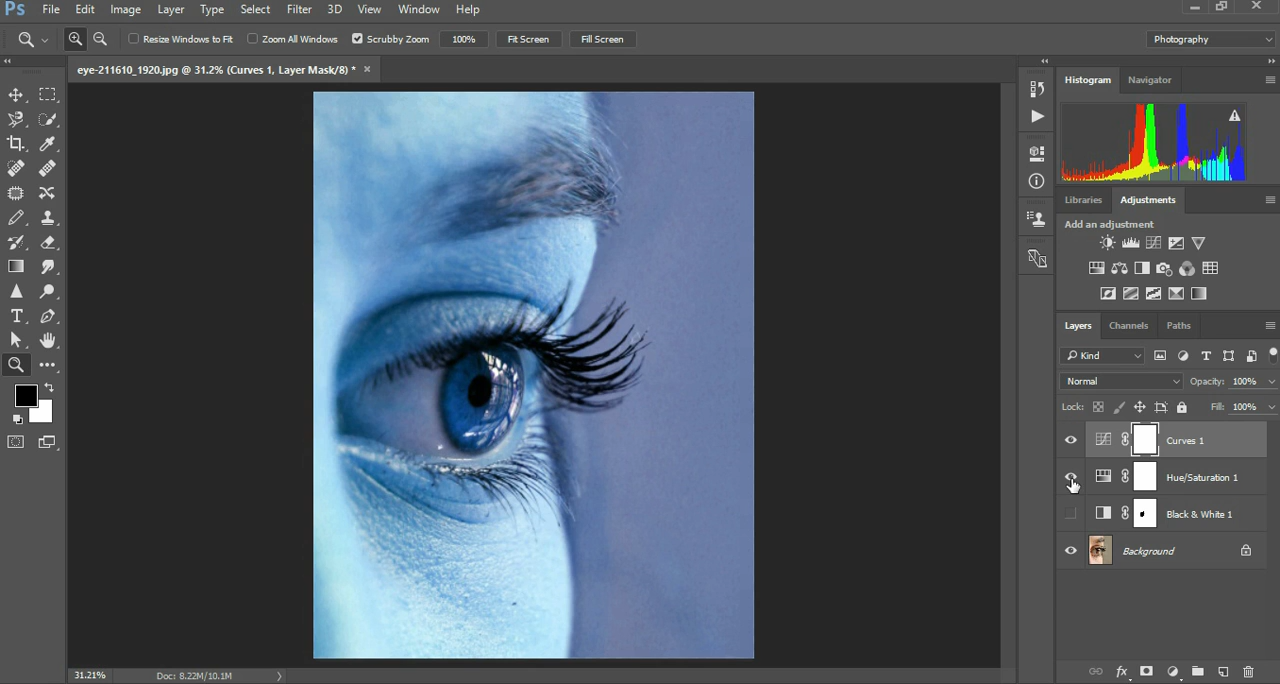 Ps File Edit Image Layer Type Select Filter 3D View Window Help
Resize Windows to Fit Zoom All Windows Scrubby Zoom 100% Fit Screen Fill Screen Photography
eye-211610_1920.jpg @ 31.2% (Curves 1, Layer Mask/8) *
Histogram Navigator
Libraries Adjustments
Add an adjustment
Layers Channels Paths
Kind
Normal Opacity: 100%
Lock: Fill: 100%
Curves 1
Hue/Saturation 1
Black & White 1
Background
31.21% Doc: 8.22M/10.1M